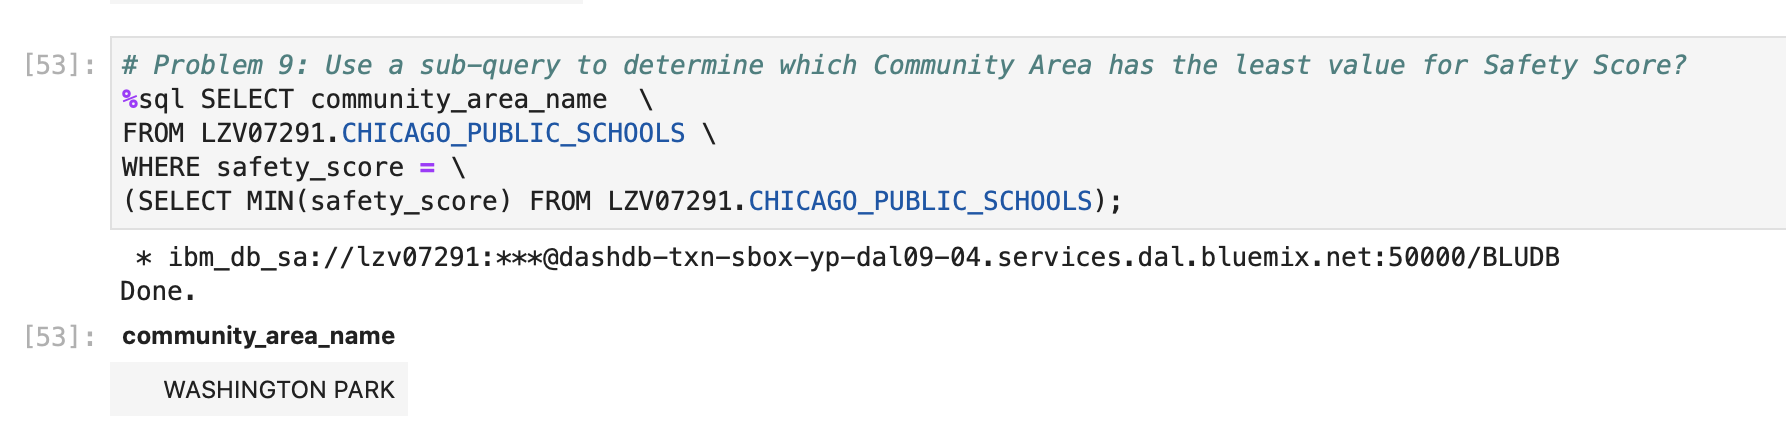 [53]: # Problem 9: Use a sub-query to determine which Community Area has the least value for Safety Score?
%sql SELECT community_area_name  \
FROM LZV07291.CHICAGO_PUBLIC_SCHOOLS \
WHERE safety_score = \
(SELECT MIN(safety_score) FROM LZV07291.CHICAGO_PUBLIC_SCHOOLS);
* ibm_db_sa://lzv07291:***@dashdb-txn-sbox-yp-dal09-04.services.dal.bluemix.net:50000/BLUDB
Done.
[53]: community_area_name
WASHINGTON PARK